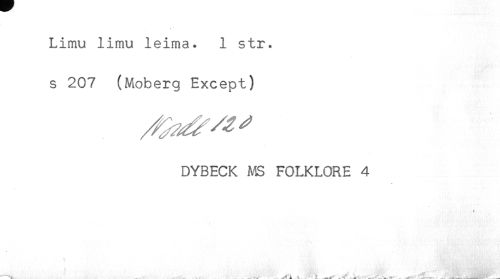 Limu limu leima. 1 str.
s 207 (Moberg Except)
Nordl 120
DYBECK MS FOLKLORE 4